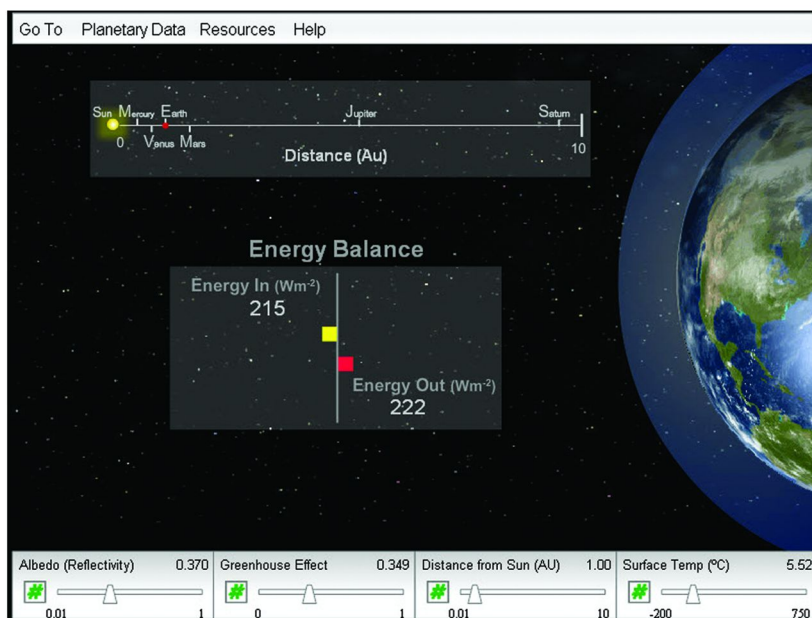 Go To Planetary Data Resources Help
Sun Mercury Earth Jupiter Saturn
0 Venus Mars 10
Distance (Au)
Energy Balance
Energy In (Wm-2)
215
Energy Out (Wm-2)
222
Albedo (Reflectivity) 0.370
# 
0.01 1
Greenhouse Effect 0.349
#
0 1
Distance from Sun (AU) 1.00
#
0.01 10
Surface Temp (ºC) 5.52
#
-200 750